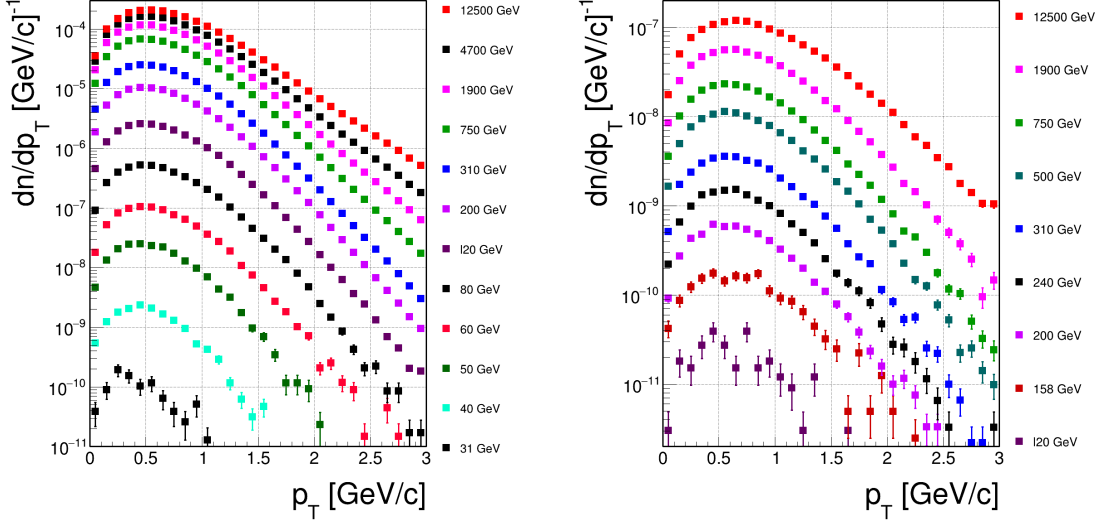 dn/dp_T [GeV/c]^-1
10^-4
10^-5
10^-6
10^-7
10^-8
10^-9
10^-10
10^-11
0 0.5 1 1.5 2 2.5 3
p_T [GeV/c]
12500 GeV
4700 GeV
1900 GeV
750 GeV
310 GeV
200 GeV
l20 GeV
80 GeV
60 GeV
50 GeV
40 GeV
31 GeV
dn/dp_T [GeV/c]^-1
10^-7
10^-8
10^-9
10^-10
10^-11
0 0.5 1 1.5 2 2.5 3
p_T [GeV/c]
12500 GeV
1900 GeV
750 GeV
500 GeV
310 GeV
240 GeV
200 GeV
158 GeV
l20 GeV